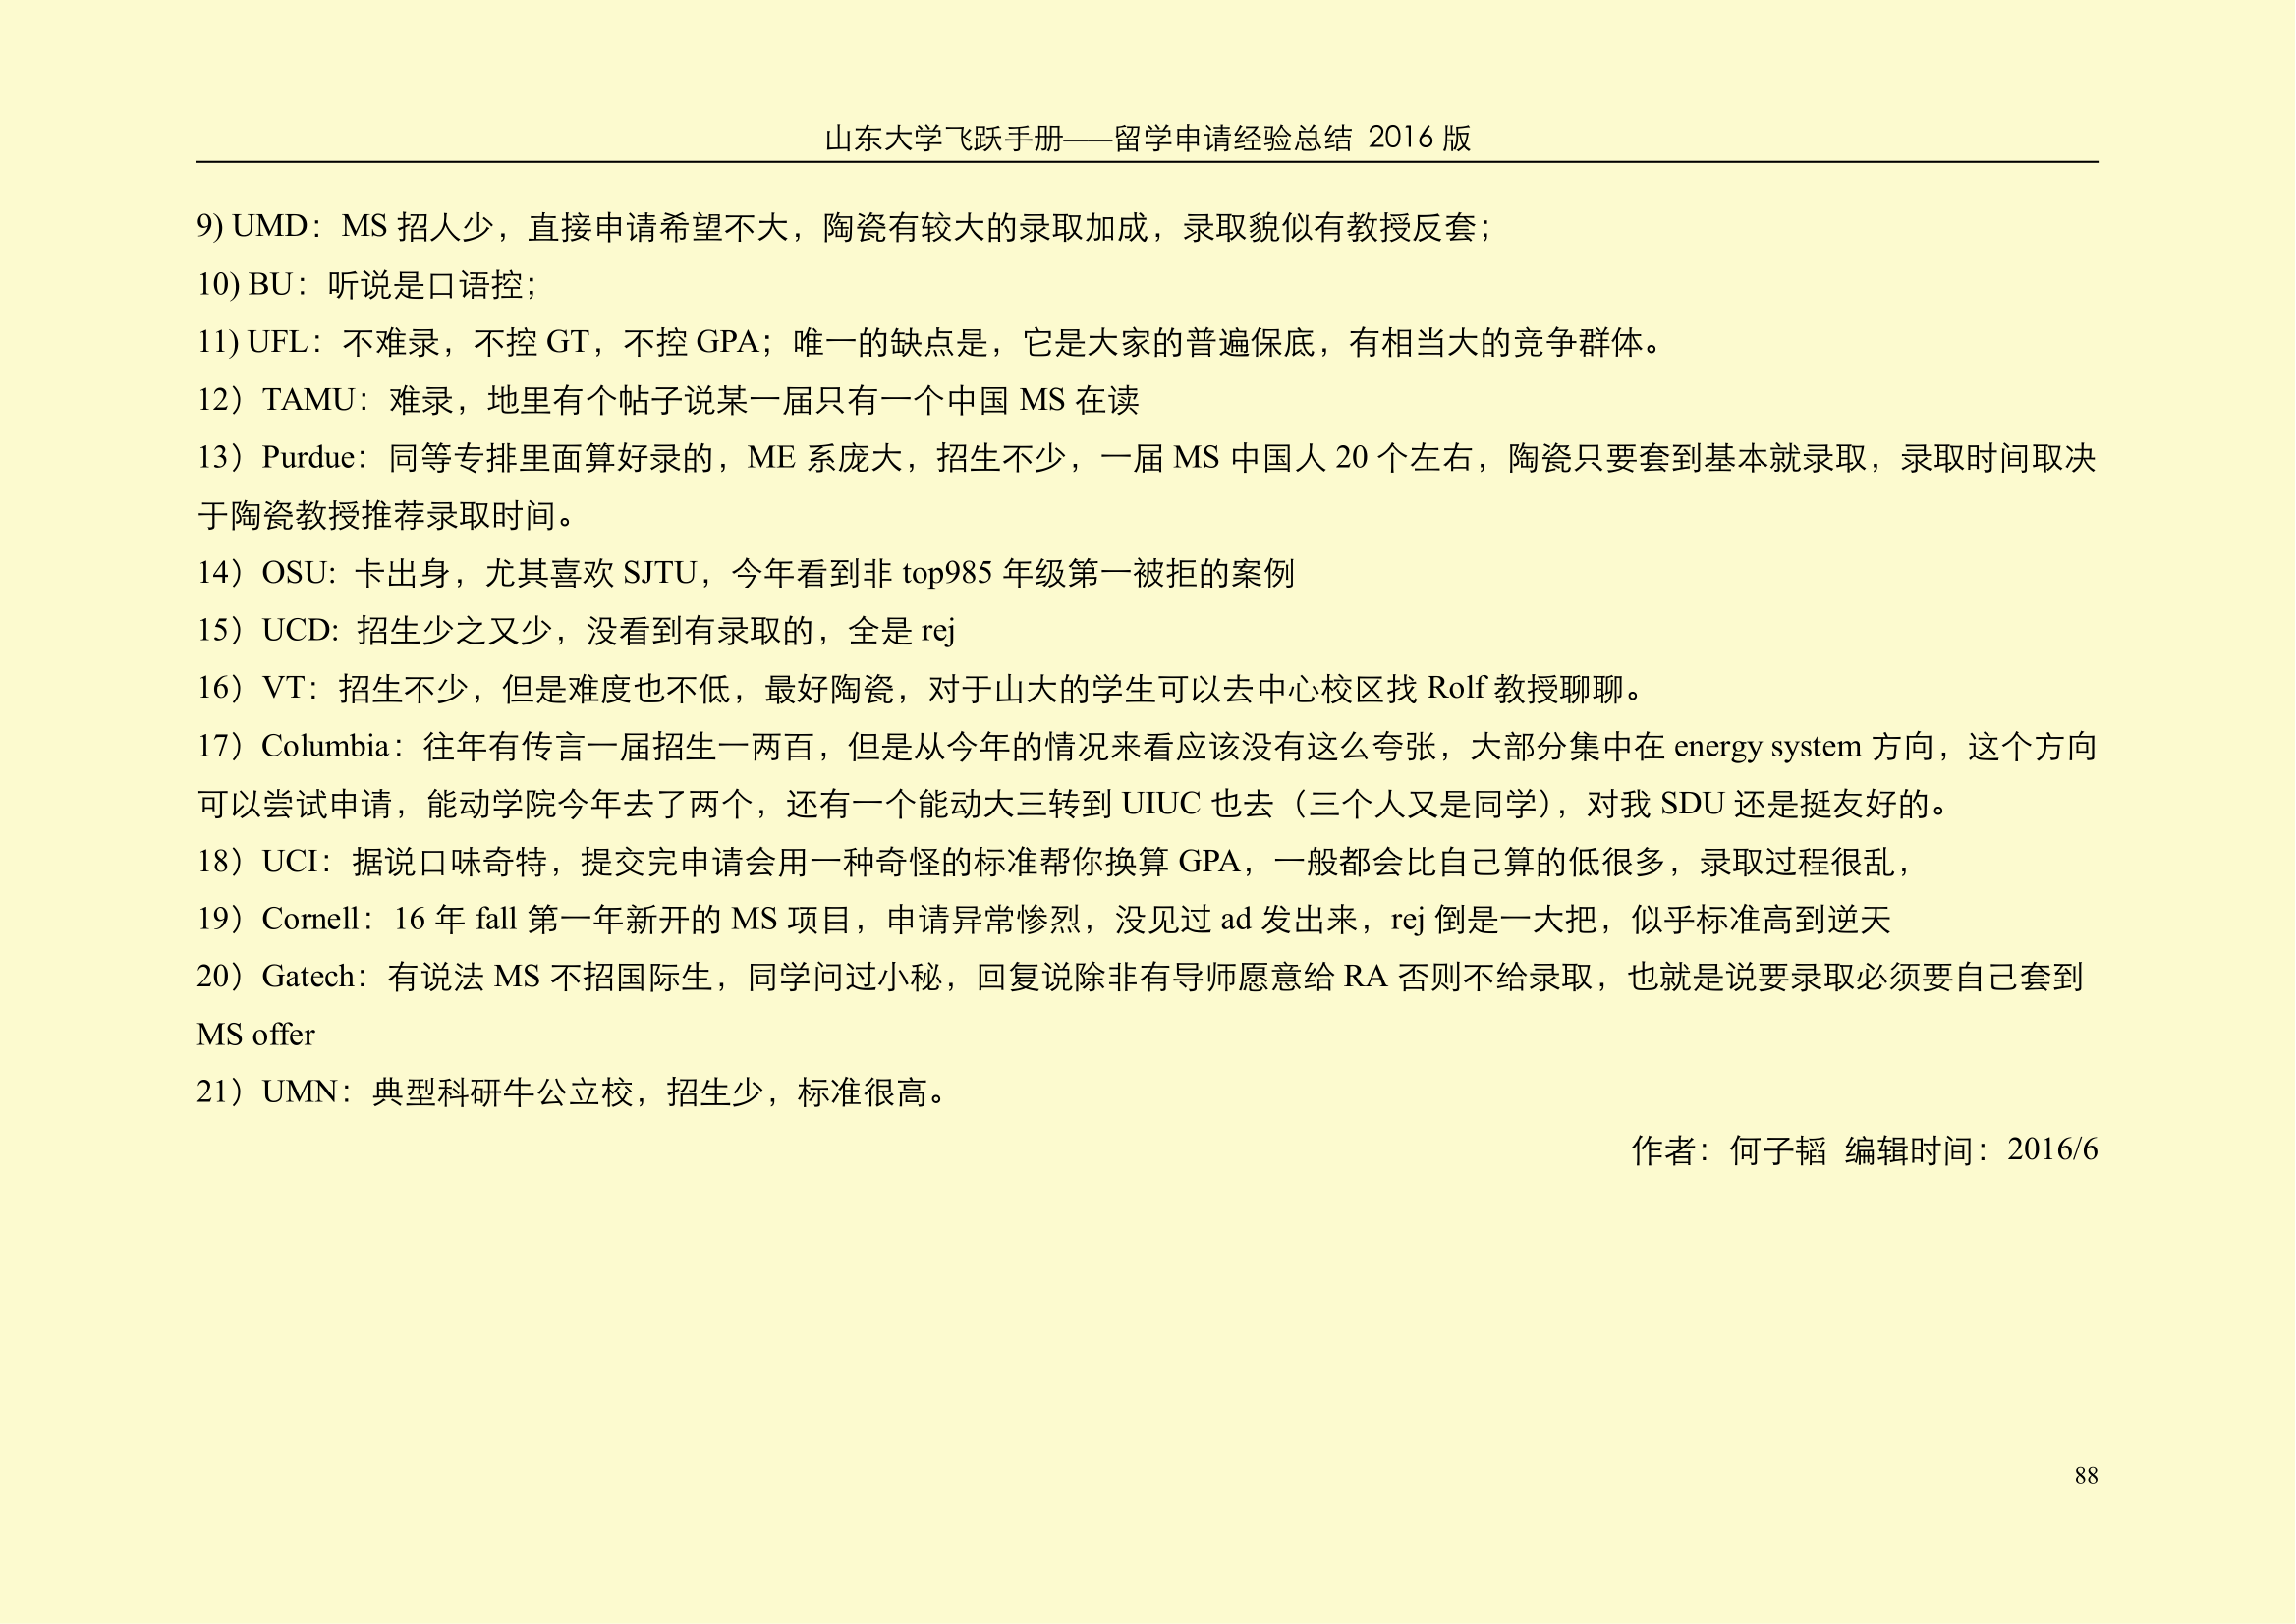 山东大学飞跃手册——留学申请经验总结 2016 版
9) UMD：MS 招人少，直接申请希望不大，陶瓷有较大的录取加成，录取貌似有教授反套；
10) BU：听说是口语控；
11) UFL：不难录，不控 GT，不控 GPA；唯一的缺点是，它是大家的普遍保底，有相当大的竞争群体。
12）TAMU：难录，地里有个帖子说某一届只有一个中国 MS 在读
13）Purdue：同等专排里面算好录的，ME 系庞大，招生不少，一届 MS 中国人 20 个左右，陶瓷只要套到基本就录取，录取时间取决
于陶瓷教授推荐录取时间。
14）OSU: 卡出身，尤其喜欢 SJTU，今年看到非 top985 年级第一被拒的案例
15）UCD: 招生少之又少，没看到有录取的，全是 rej
16）VT：招生不少，但是难度也不低，最好陶瓷，对于山大的学生可以去中心校区找 Rolf 教授聊聊。
17）Columbia：往年有传言一届招生一两百，但是从今年的情况来看应该没有这么夸张，大部分集中在 energy system 方向，这个方向
可以尝试申请，能动学院今年去了两个，还有一个能动大三转到 UIUC 也去（三个人又是同学），对我 SDU 还是挺友好的。
18）UCI：据说口味奇特，提交完申请会用一种奇怪的标准帮你换算 GPA，一般都会比自己算的低很多，录取过程很乱，
19）Cornell：16 年 fall 第一年新开的 MS 项目，申请异常惨烈，没见过 ad 发出来，rej 倒是一大把，似乎标准高到逆天
20）Gatech：有说法 MS 不招国际生，同学问过小秘，回复说除非有导师愿意给 RA 否则不给录取，也就是说要录取必须要自己套到
MS offer
21）UMN：典型科研牛公立校，招生少，标准很高。
作者：何子韬 编辑时间：2016/6
88